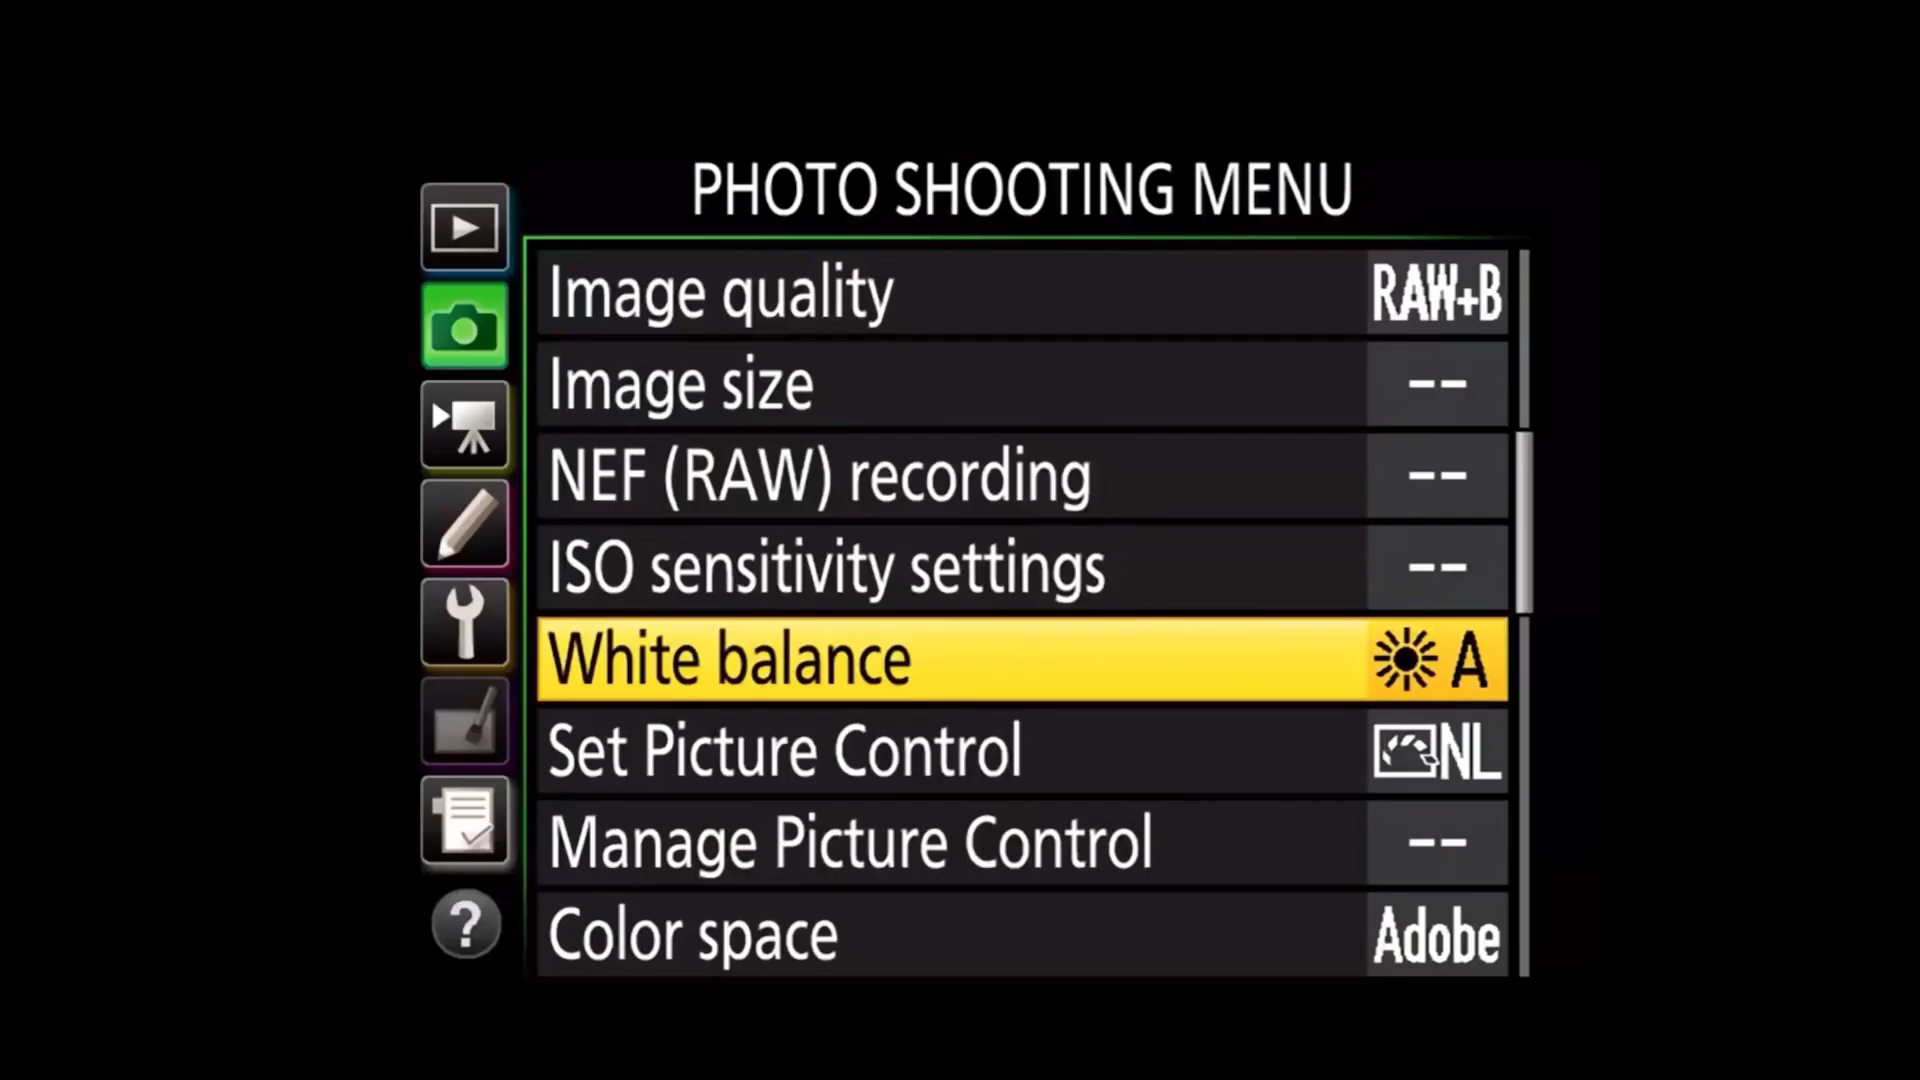 PHOTO SHOOTING MENU
Image quality RAW+B
Image size --
NEF (RAW) recording --
ISO sensitivity settings --
White balance A
Set Picture Control NL
Manage Picture Control --
Color space Adobe
?